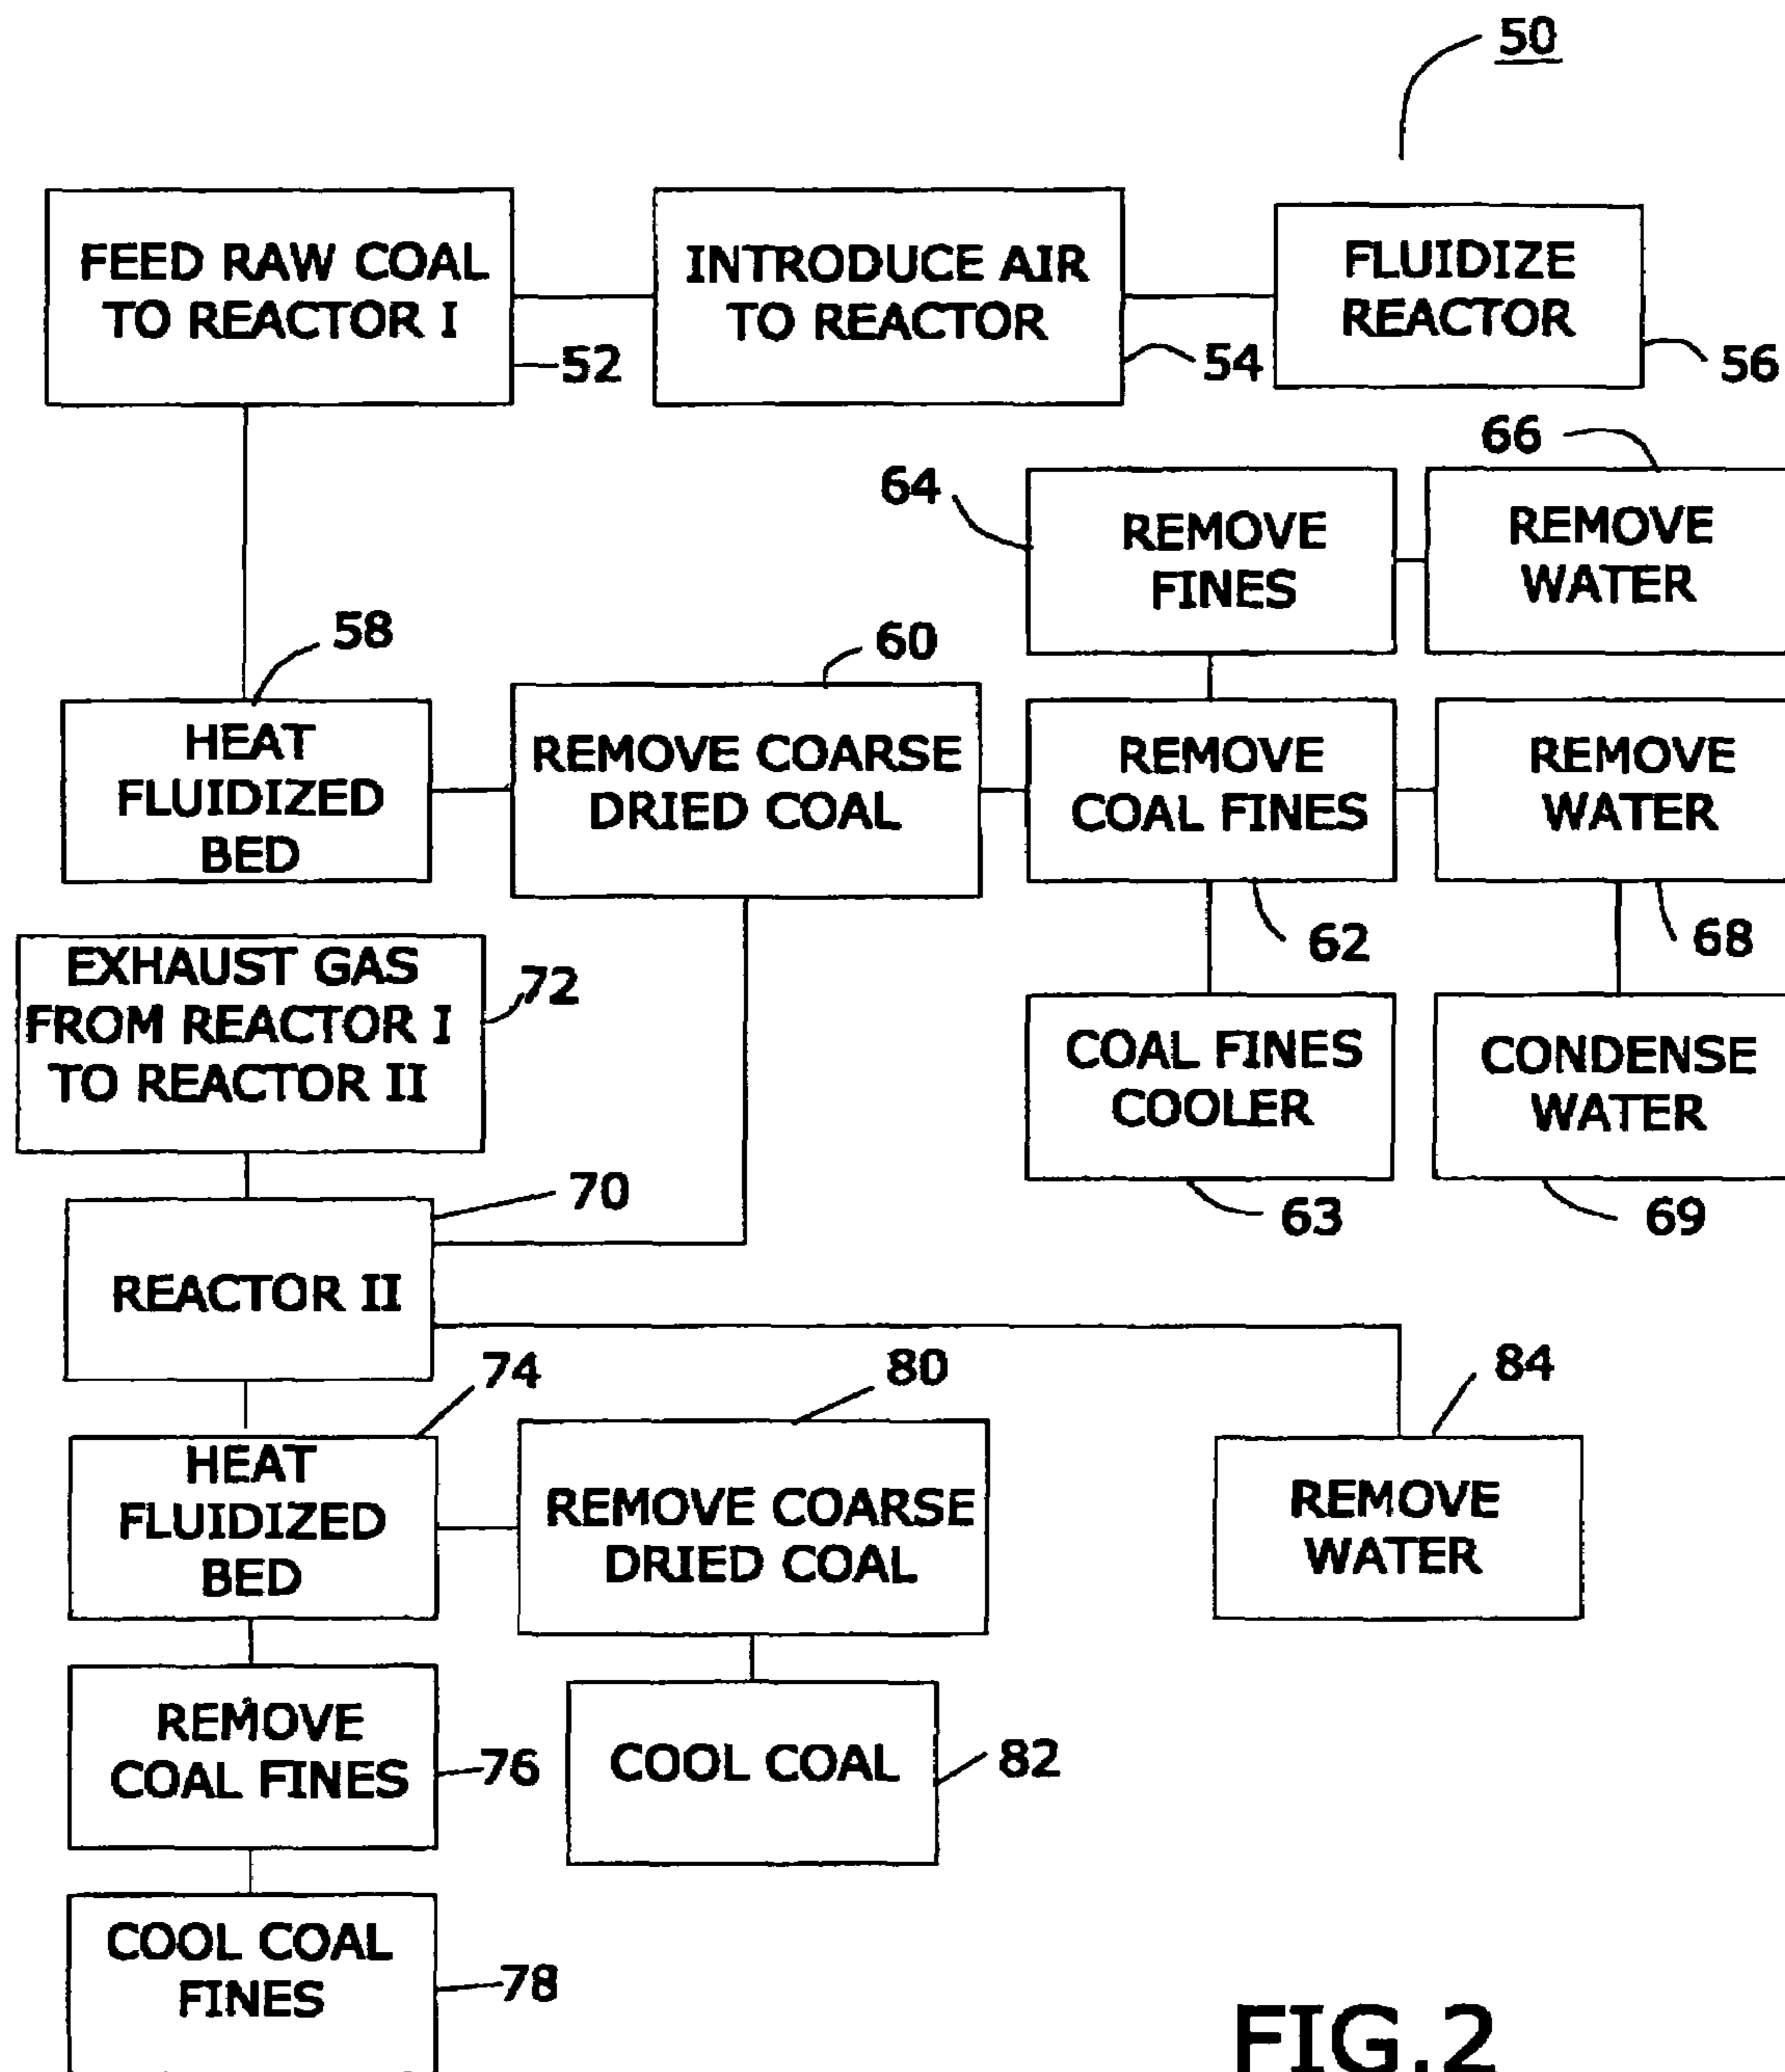 50
FEED RAW COAL
TO REACTOR I
52
INTRODUCE AIR
TO REACTOR
54
FLUIDIZE
REACTOR
56
64
REMOVE
FINES
66
REMOVE
WATER
58
HEAT
FLUIDIZED
BED
60
REMOVE COARSE
DRIED COAL
REMOVE
COAL FINES
62
REMOVE
WATER
68
EXHAUST GAS
FROM REACTOR I
TO REACTOR II
72
COAL FINES
COOLER
63
CONDENSE
WATER
69
70
REACTOR II
74
HEAT
FLUIDIZED
BED
80
REMOVE COARSE
DRIED COAL
84
REMOVE
WATER
REMOVE
COAL FINES
76
COOL COAL
82
COOL COAL
FINES
78
FIG.2